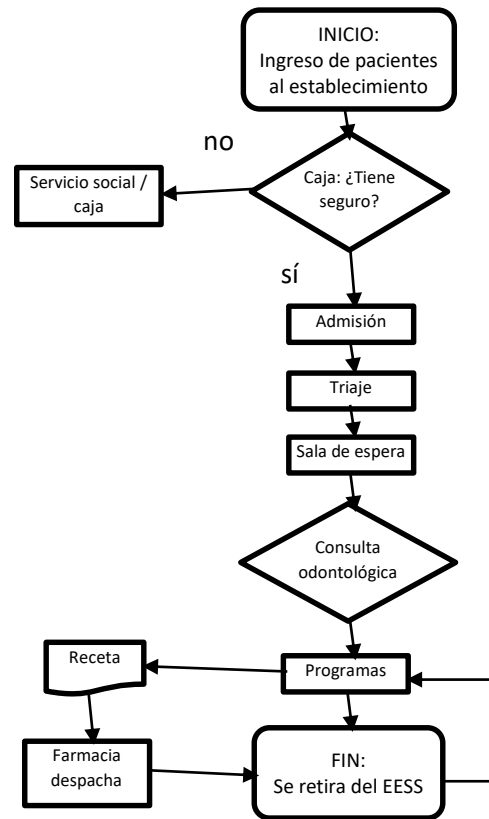 INICIO:
Ingreso de pacientes
al establecimiento
no
Caja: ¿Tiene
seguro?
Servicio social /
caja
sí
Admisión
Triaje
Sala de espera
Consulta
odontológica
Receta
Programas
Farmacia
despacha
FIN:
Se retira del EESS